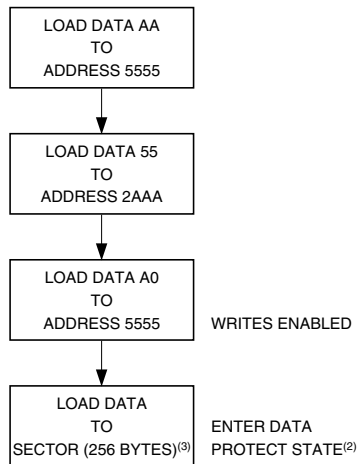 LOAD DATA AA
TO
ADDRESS 5555
LOAD DATA 55
TO
ADDRESS 2AAA
LOAD DATA A0
TO
ADDRESS 5555
WRITES ENABLED
LOAD DATA
TO
SECTOR (256 BYTES)(3)
ENTER DATA
PROTECT STATE(2)